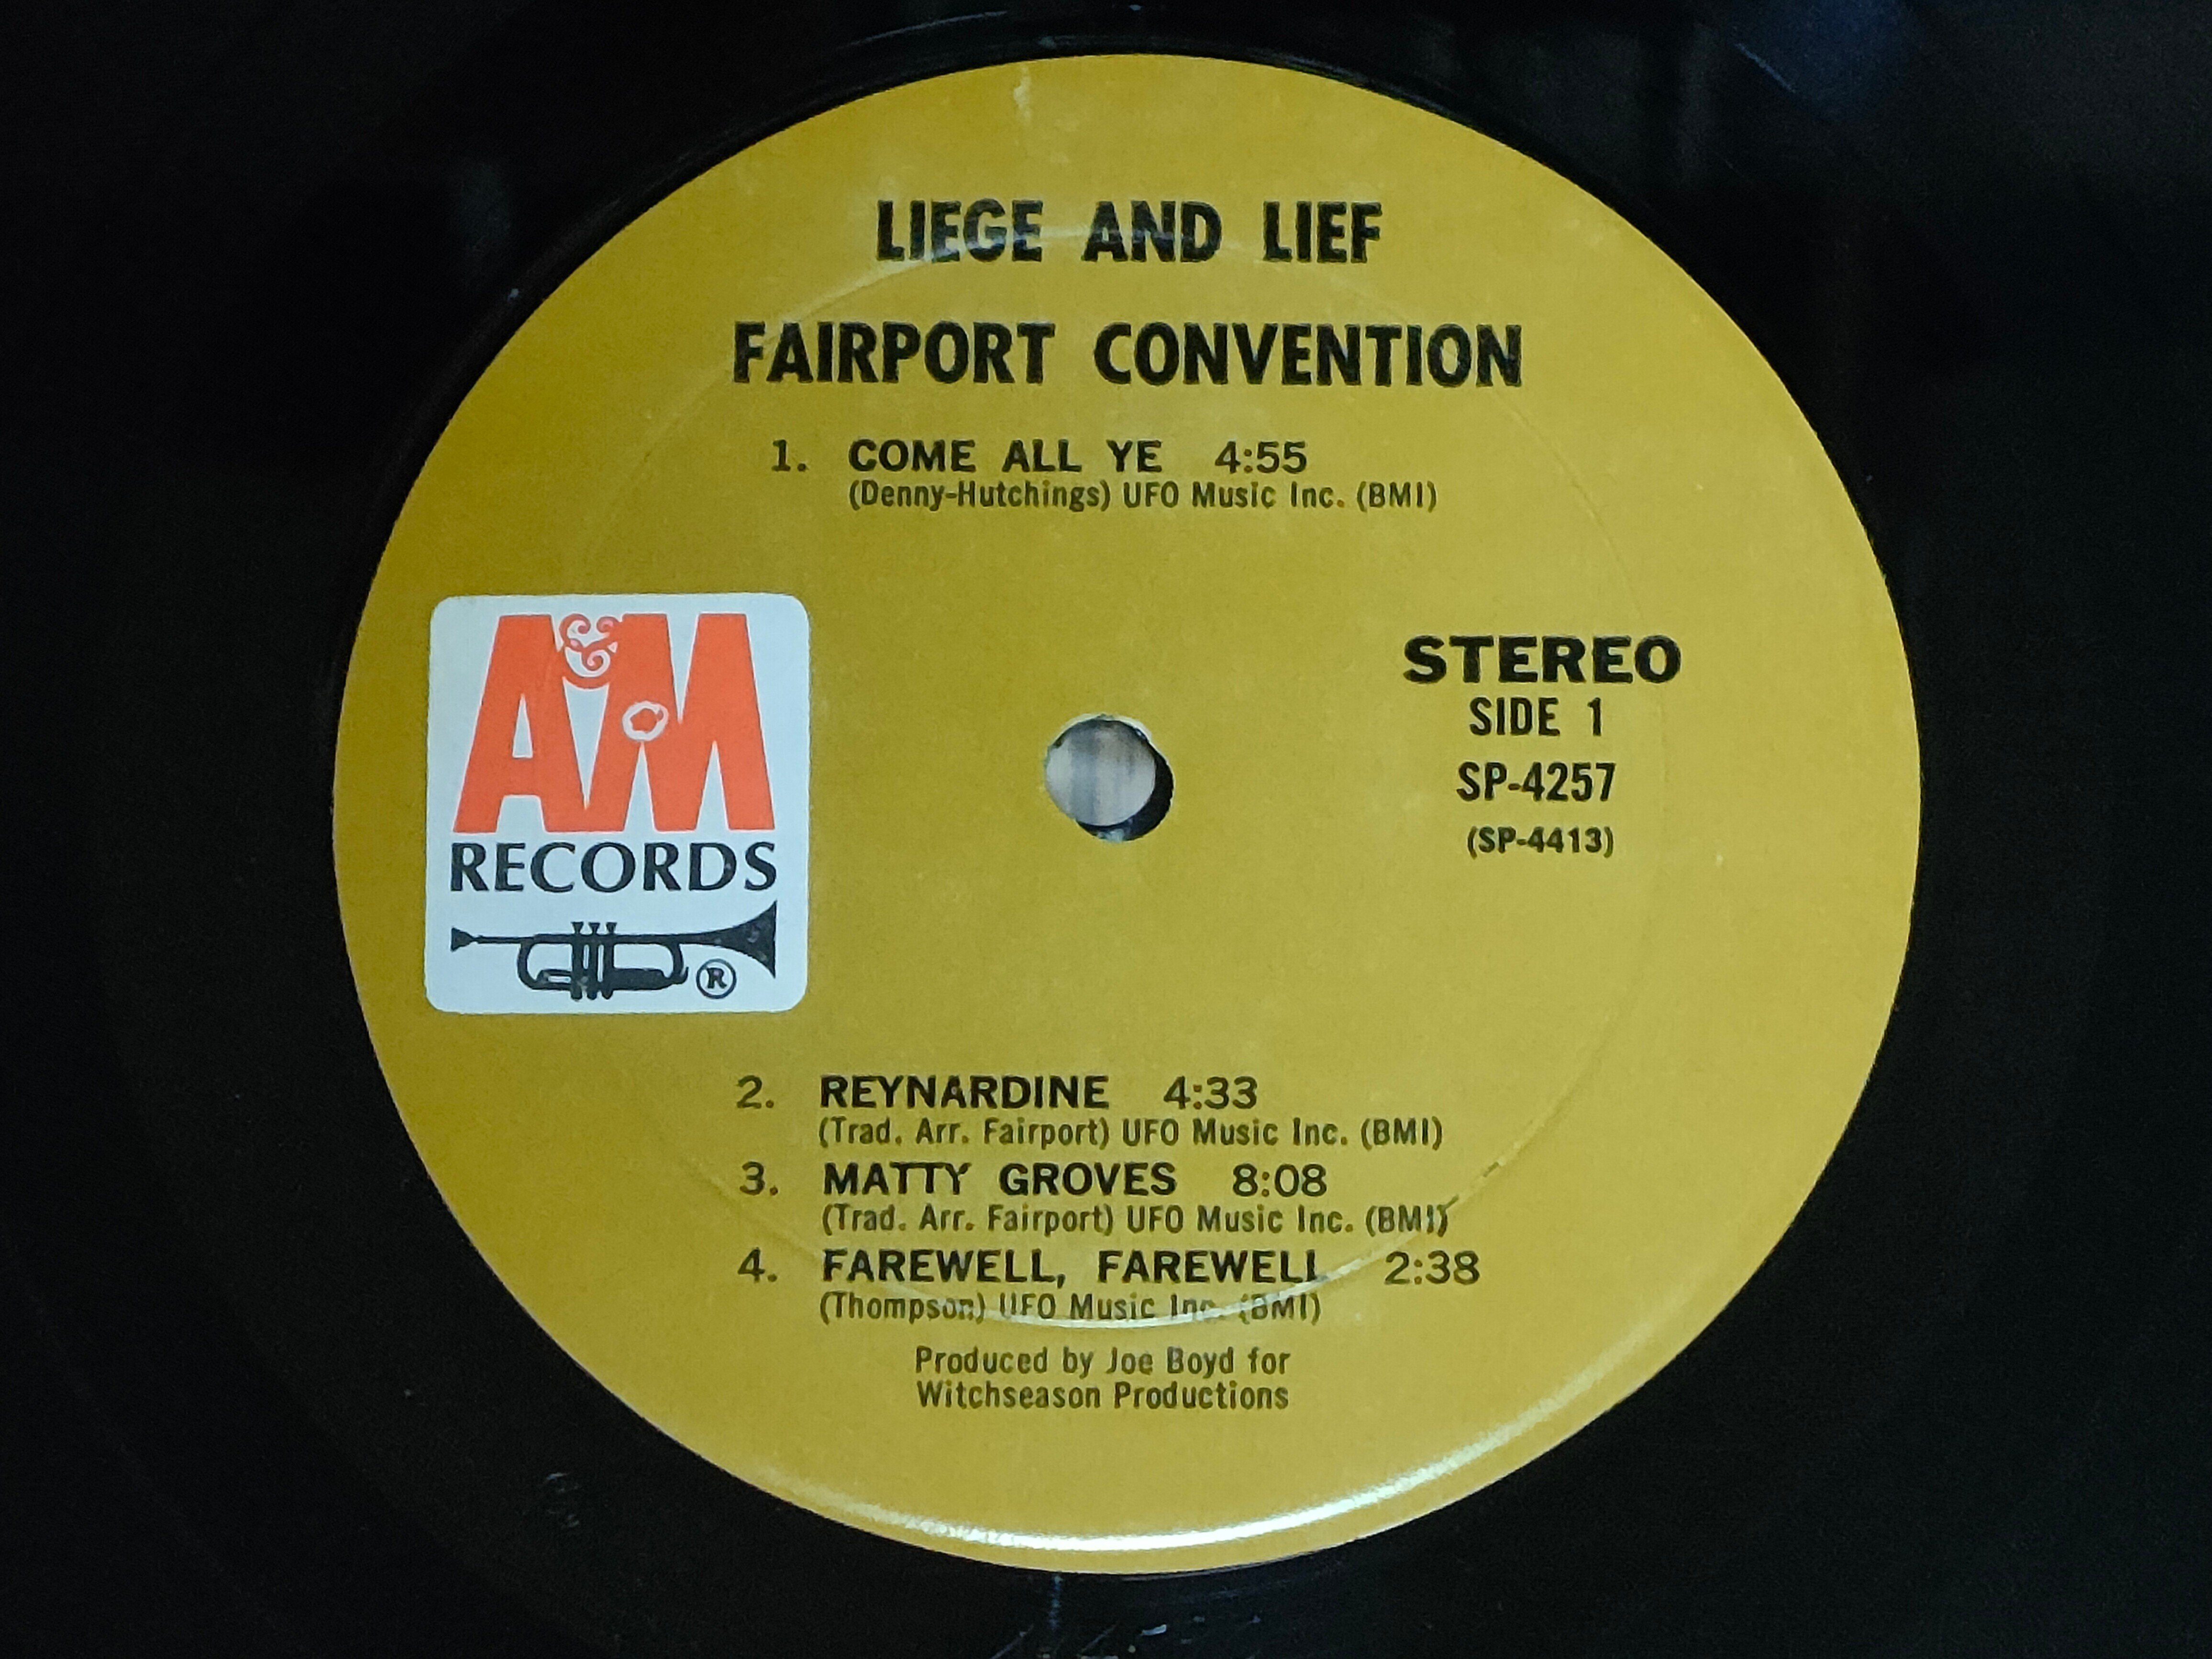 LIEGE AND LIEF
FAIRPORT CONVENTION
1. COME ALL YE 4:55
(Denny-Hutchings) UFO Music Inc. (BMI)
A&M
RECORDS
®
STEREO
SIDE 1
SP-4257
(SP-4413)
2. REYNARDINE 4:33
(Trad. Arr. Fairport) UFO Music Inc. (BMI)
3. MATTY GROVES 8:08
(Trad. Arr. Fairport) UFO Music Inc. (BMI)
4. FAREWELL, FAREWELL 2:38
(Thompson) UFO Music Inc. (BMI)
Produced by Joe Boyd for
Witchseason Productions